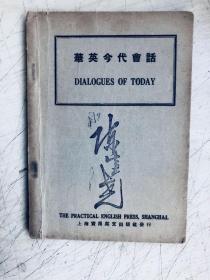 華英今代會話
DIALOGUES OF TODAY
THE PRACTICAL ENGLISH PRESS, SHANGHAI.
上海實用英文出版社發行